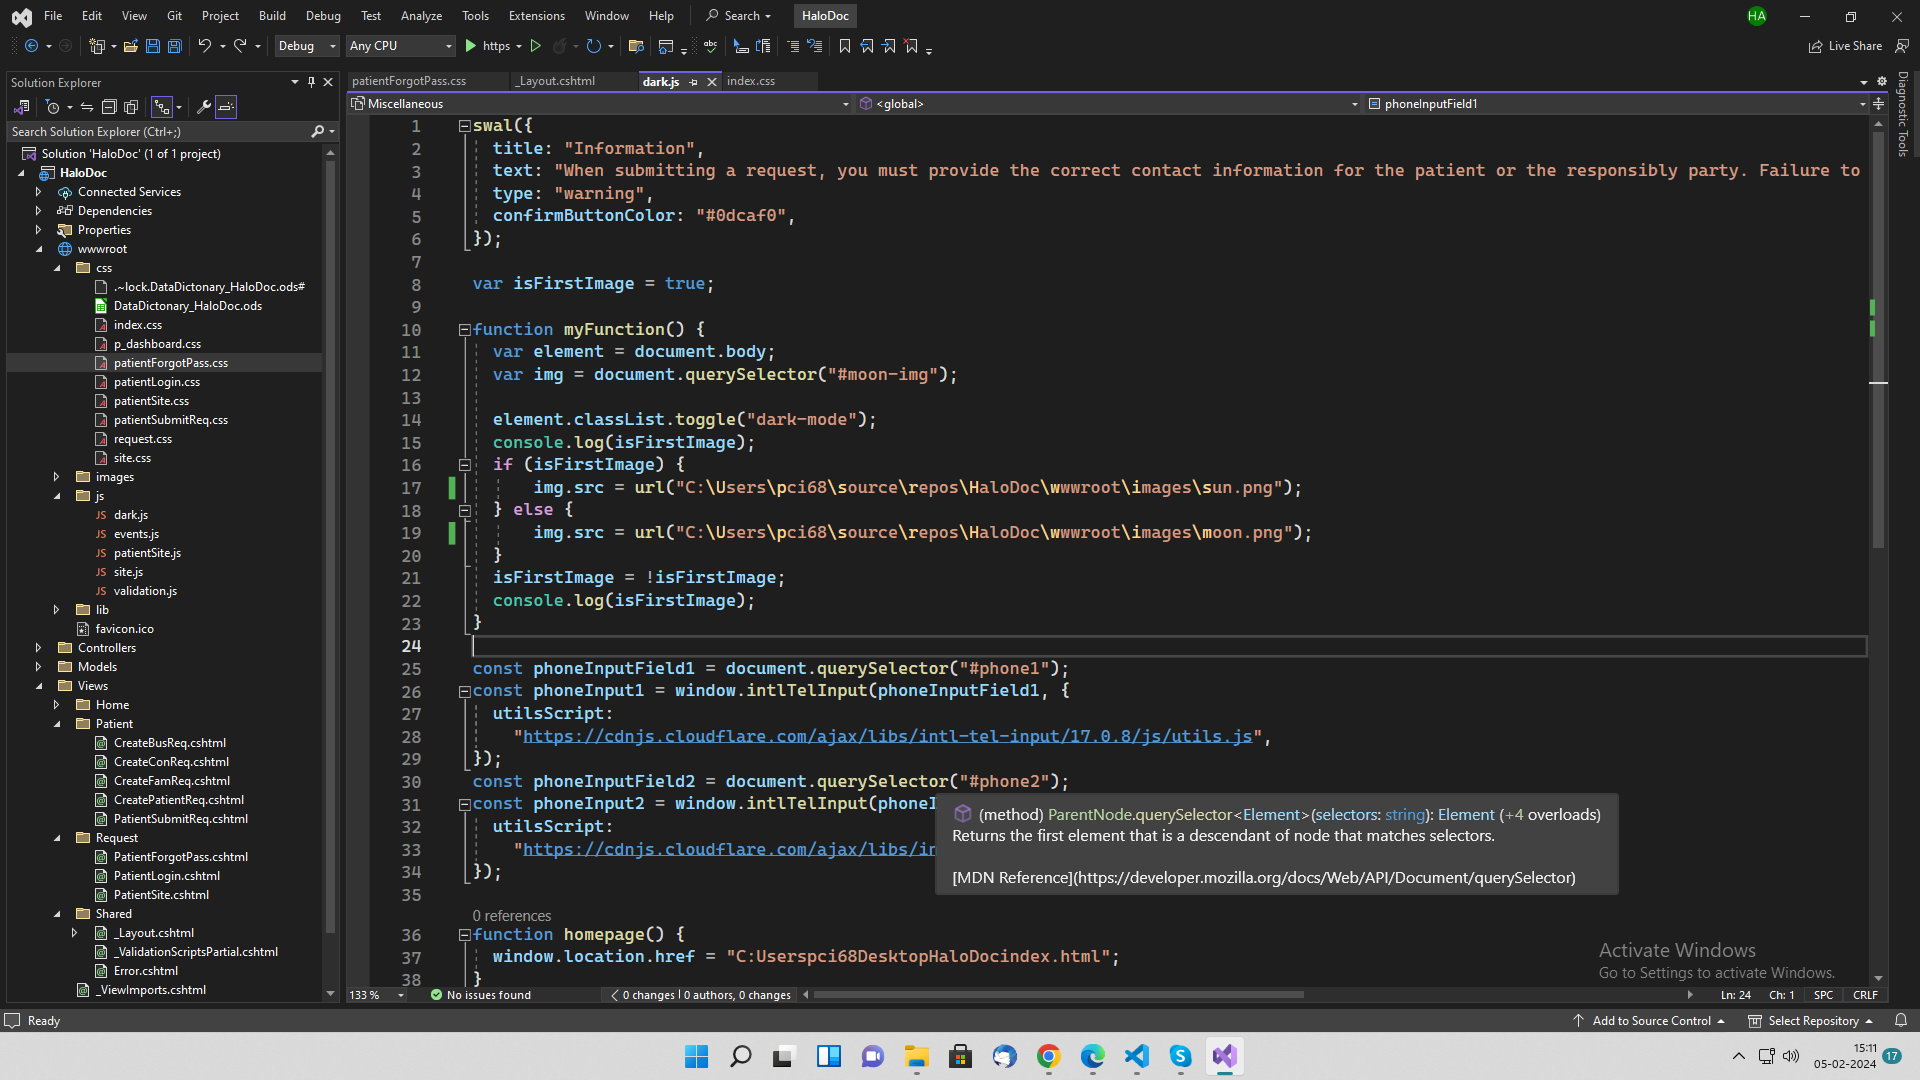 File Edit View Git Project Build Debug Test Analyze Tools Extensions Window Help Search HaloDoc HA
Debug Any CPU https Live Share
Solution Explorer
patientForgotPass.css _Layout.cshtml dark.js index.css
Miscellaneous <global> phoneInputField1
Diagnostic Tools
Search Solution Explorer (Ctrl+;)
Solution 'HaloDoc' (1 of 1 project)
HaloDoc
Connected Services
Dependencies
Properties
wwwroot
css
.~lock.DataDictonary_HaloDoc.ods#
DataDictonary_HaloDoc.ods
index.css
p_dashboard.css
patientForgotPass.css
patientLogin.css
patientSite.css
patientSubmitReq.css
request.css
site.css
images
js
JS dark.js
JS events.js
JS patientSite.js
JS site.js
JS validation.js
lib
favicon.ico
Controllers
Models
Views
Home
Patient
CreateBusReq.cshtml
CreateConReq.cshtml
CreateFamReq.cshtml
CreatePatientReq.cshtml
PatientSubmitReq.cshtml
Request
PatientForgotPass.cshtml
PatientLogin.cshtml
PatientSite.cshtml
Shared
_Layout.cshtml
_ValidationScriptsPartial.cshtml
Error.cshtml
_ViewImports.cshtml
1 swal({
2 title: "Information",
3 text: "When submitting a request, you must provide the correct contact information for the patient or the responsibly party. Failure to
4 type: "warning",
5 confirmButtonColor: "#0dcaf0",
6 });
7
8 var isFirstImage = true;
9
10 function myFunction() {
11 var element = document.body;
12 var img = document.querySelector("#moon-img");
13
14 element.classList.toggle("dark-mode");
15 console.log(isFirstImage);
16 if (isFirstImage) {
17 img.src = url("C:\Users\pci68\source\repos\HaloDoc\wwwroot\images\sun.png");
18 } else {
19 img.src = url("C:\Users\pci68\source\repos\HaloDoc\wwwroot\images\moon.png");
20 }
21 isFirstImage = !isFirstImage;
22 console.log(isFirstImage);
23 }
24
25 const phoneInputField1 = document.querySelector("#phone1");
26 const phoneInput1 = window.intlTelInput(phoneInputField1, {
27 utilsScript:
28 "https://cdnjs.cloudflare.com/ajax/libs/intl-tel-input/17.0.8/js/utils.js",
29 });
30 const phoneInputField2 = document.querySelector("#phone2");
31 const phoneInput2 = window.intlTelInput(phoneI
32 utilsScript:
33 "https://cdnjs.cloudflare.com/ajax/libs/in
34 });
35
(method) ParentNode.querySelector<Element>(selectors: string): Element (+4 overloads)
Returns the first element that is a descendant of node that matches selectors.
[MDN Reference](https://developer.mozilla.org/docs/Web/API/Document/querySelector)
0 references
36 function homepage() {
37 window.location.href = "C:Userspci68DesktopHaloDocindex.html";
38 }
Activate Windows
Go to Settings to activate Windows.
133 % No issues found 0 changes | 0 authors, 0 changes Ln: 24 Ch: 1 SPC CRLF
Ready Add to Source Control Select Repository
15:11
05-02-2024
17